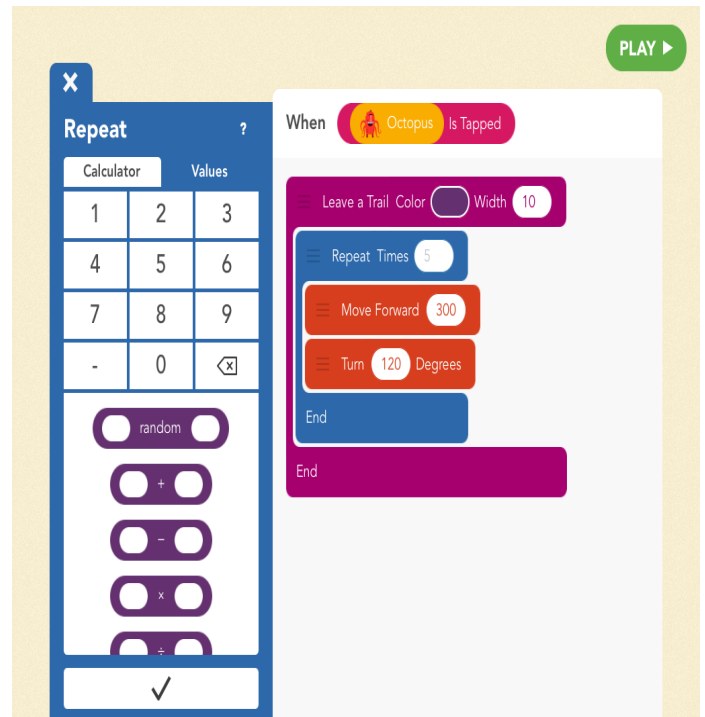 PLAY
×
Repeat ?
Calculator Values
1 2 3
4 5 6
7 8 9
- 0
random
+
−
×
÷
When Octopus Is Tapped
Leave a Trail Color Width 10
Repeat Times 5
Move Forward 300
Turn 120 Degrees
End
End